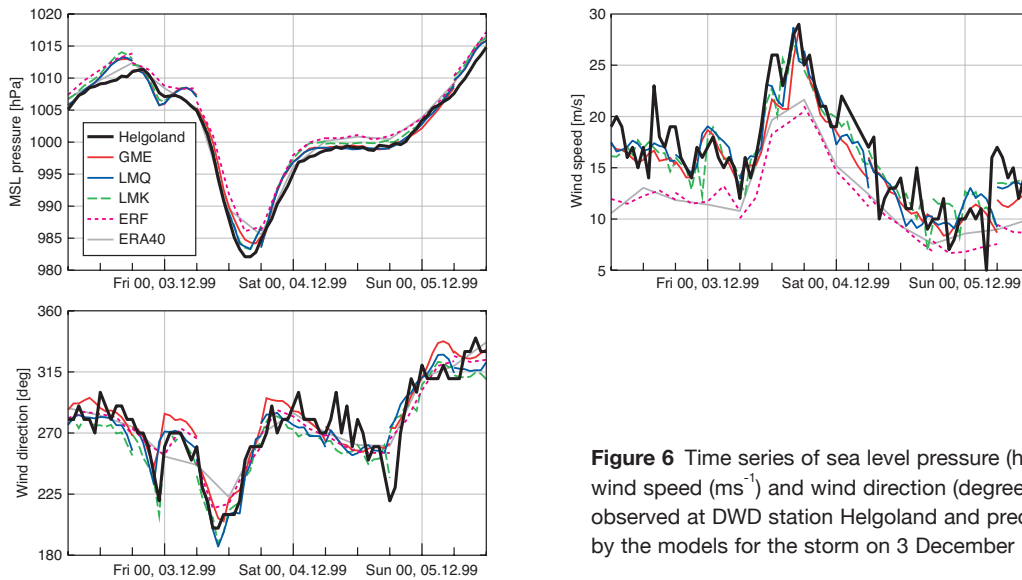 1020
1015
1010
1005
1000
995
990
985
980
MSL pressure [hPa]
Helgoland
GME
LMQ
LMK
ERF
ERA40
Fri 00, 03.12.99 Sat 00, 04.12.99 Sun 00, 05.12.99
30
25
20
15
10
5
Wind speed [m/s]
Fri 00, 03.12.99 Sat 00, 04.12.99 Sun 00, 05.12.99
360
315
270
225
180
Wind direction [deg]
Fri 00, 03.12.99 Sat 00, 04.12.99 Sun 00, 05.12.99
Figure 6 Time series of sea level pressure (h
wind speed (ms⁻¹) and wind direction (degree
observed at DWD station Helgoland and pred
by the models for the storm on 3 December